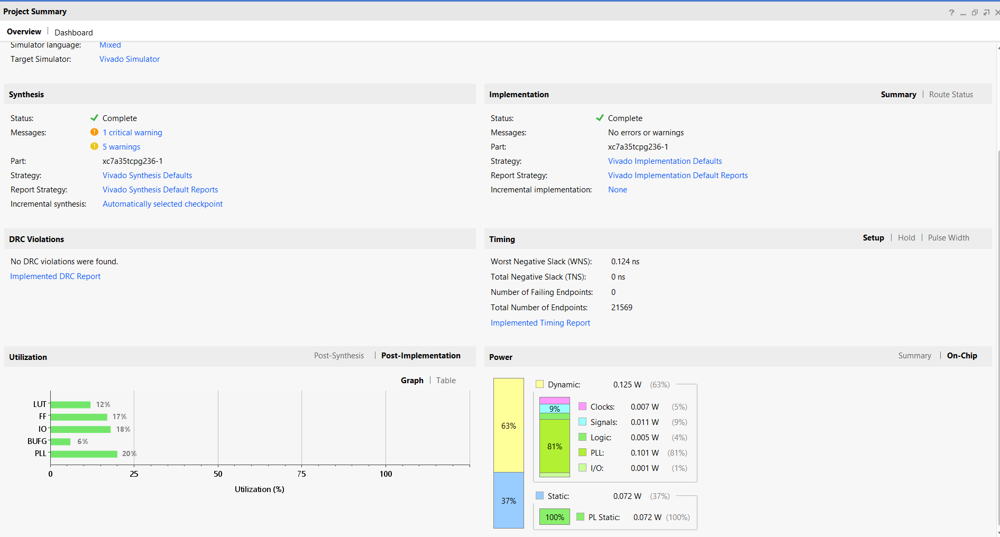 Project Summary
Overview | Dashboard
Simulator language: Mixed
Target Simulator: Vivado Simulator
Synthesis
Status: Complete
Messages: 1 critical warning
5 warnings
Part: xc7a35tcpg236-1
Strategy: Vivado Synthesis Defaults
Report Strategy: Vivado Synthesis Default Reports
Incremental synthesis: Automatically selected checkpoint
Implementation
Summary | Route Status
Status: Complete
Messages: No errors or warnings
Part: xc7a35tcpg236-1
Strategy: Vivado Implementation Defaults
Report Strategy: Vivado Implementation Default Reports
Incremental implementation: None
DRC Violations
No DRC violations were found.
Implemented DRC Report
Timing
Setup | Hold | Pulse Width
Worst Negative Slack (WNS): 0.124 ns
Total Negative Slack (TNS): 0 ns
Number of Failing Endpoints: 0
Total Number of Endpoints: 21569
Implemented Timing Report
Utilization
Post-Synthesis | Post-Implementation
Graph | Table
LUT 12%
FF 17%
IO 18%
BUFG 6%
PLL 20%
0 25 50 75 100
Utilization (%)
Power
Summary | On-Chip
63%
37%
Dynamic: 0.125 W (63%)
9%
81%
Clocks: 0.007 W (5%)
Signals: 0.011 W (9%)
Logic: 0.005 W (4%)
PLL: 0.101 W (81%)
I/O: 0.001 W (1%)
Static: 0.072 W (37%)
100% PL Static: 0.072 W (100%)